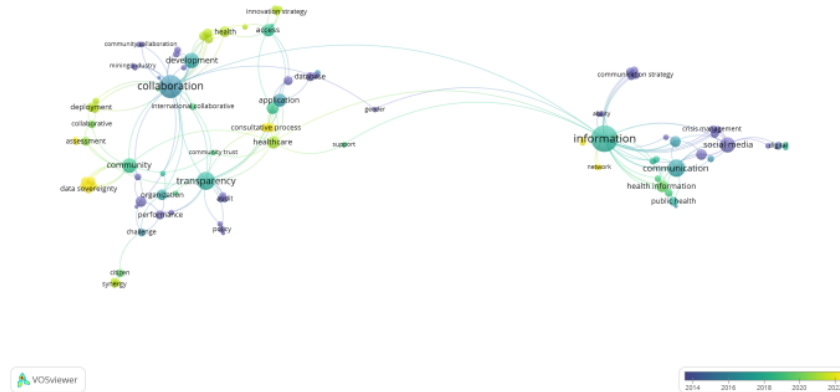 innovation strategy
health
access
community collaboration
development
mining industry
database
communication strategy
collaboration
application
international collaborative
deployment
gender
agility
collaborative
consultative process
crisis management
assessment
healthcare
support
information
social media
digital
community trust
community
network
communication
transparency
data sovereignty
health information
organization
audit
public health
performance
policy
challenge
citizen
synergy
VOSviewer
2014
2016
2018
2020